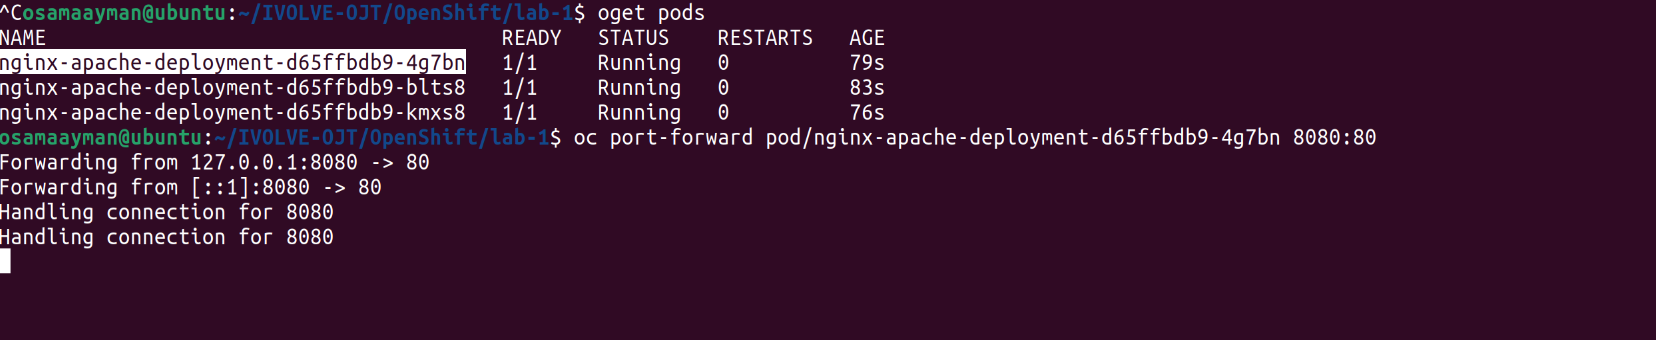 ^Cosamaayman@ubuntu:~/IVOLVE-OJT/OpenShift/lab-1$ oget pods
NAME READY STATUS RESTARTS AGE
nginx-apache-deployment-d65ffbdb9-4g7bn 1/1 Running 0 79s
nginx-apache-deployment-d65ffbdb9-blts8 1/1 Running 0 83s
nginx-apache-deployment-d65ffbdb9-kmxs8 1/1 Running 0 76s
osamaayman@ubuntu:~/IVOLVE-OJT/OpenShift/lab-1$ oc port-forward pod/nginx-apache-deployment-d65ffbdb9-4g7bn 8080:80
Forwarding from 127.0.0.1:8080 -> 80
Forwarding from [::1]:8080 -> 80
Handling connection for 8080
Handling connection for 8080